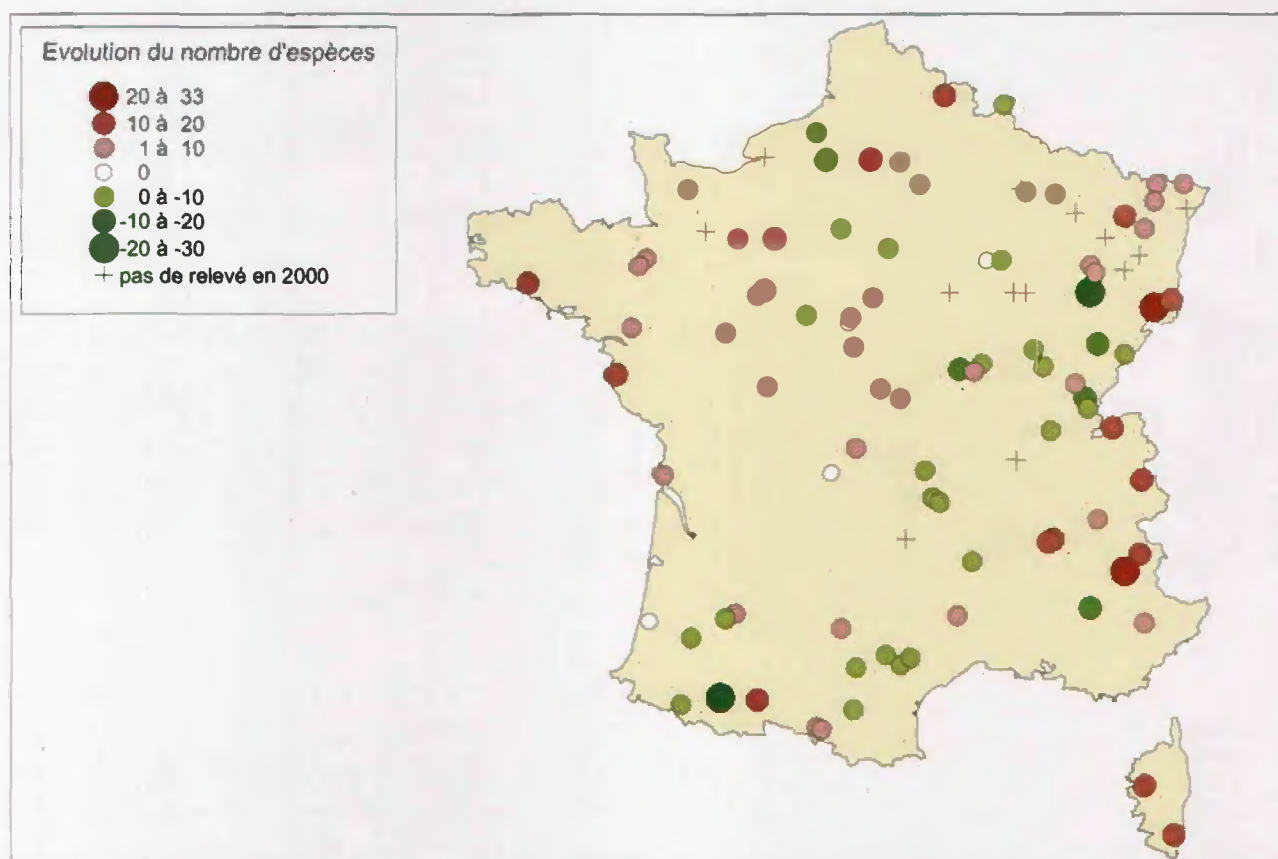 Evolution du nombre d'espèces
20 à 33
10 à 20
1 à 10
0
0 à -10
-10 à -20
-20 à -30
pas de relevé en 2000